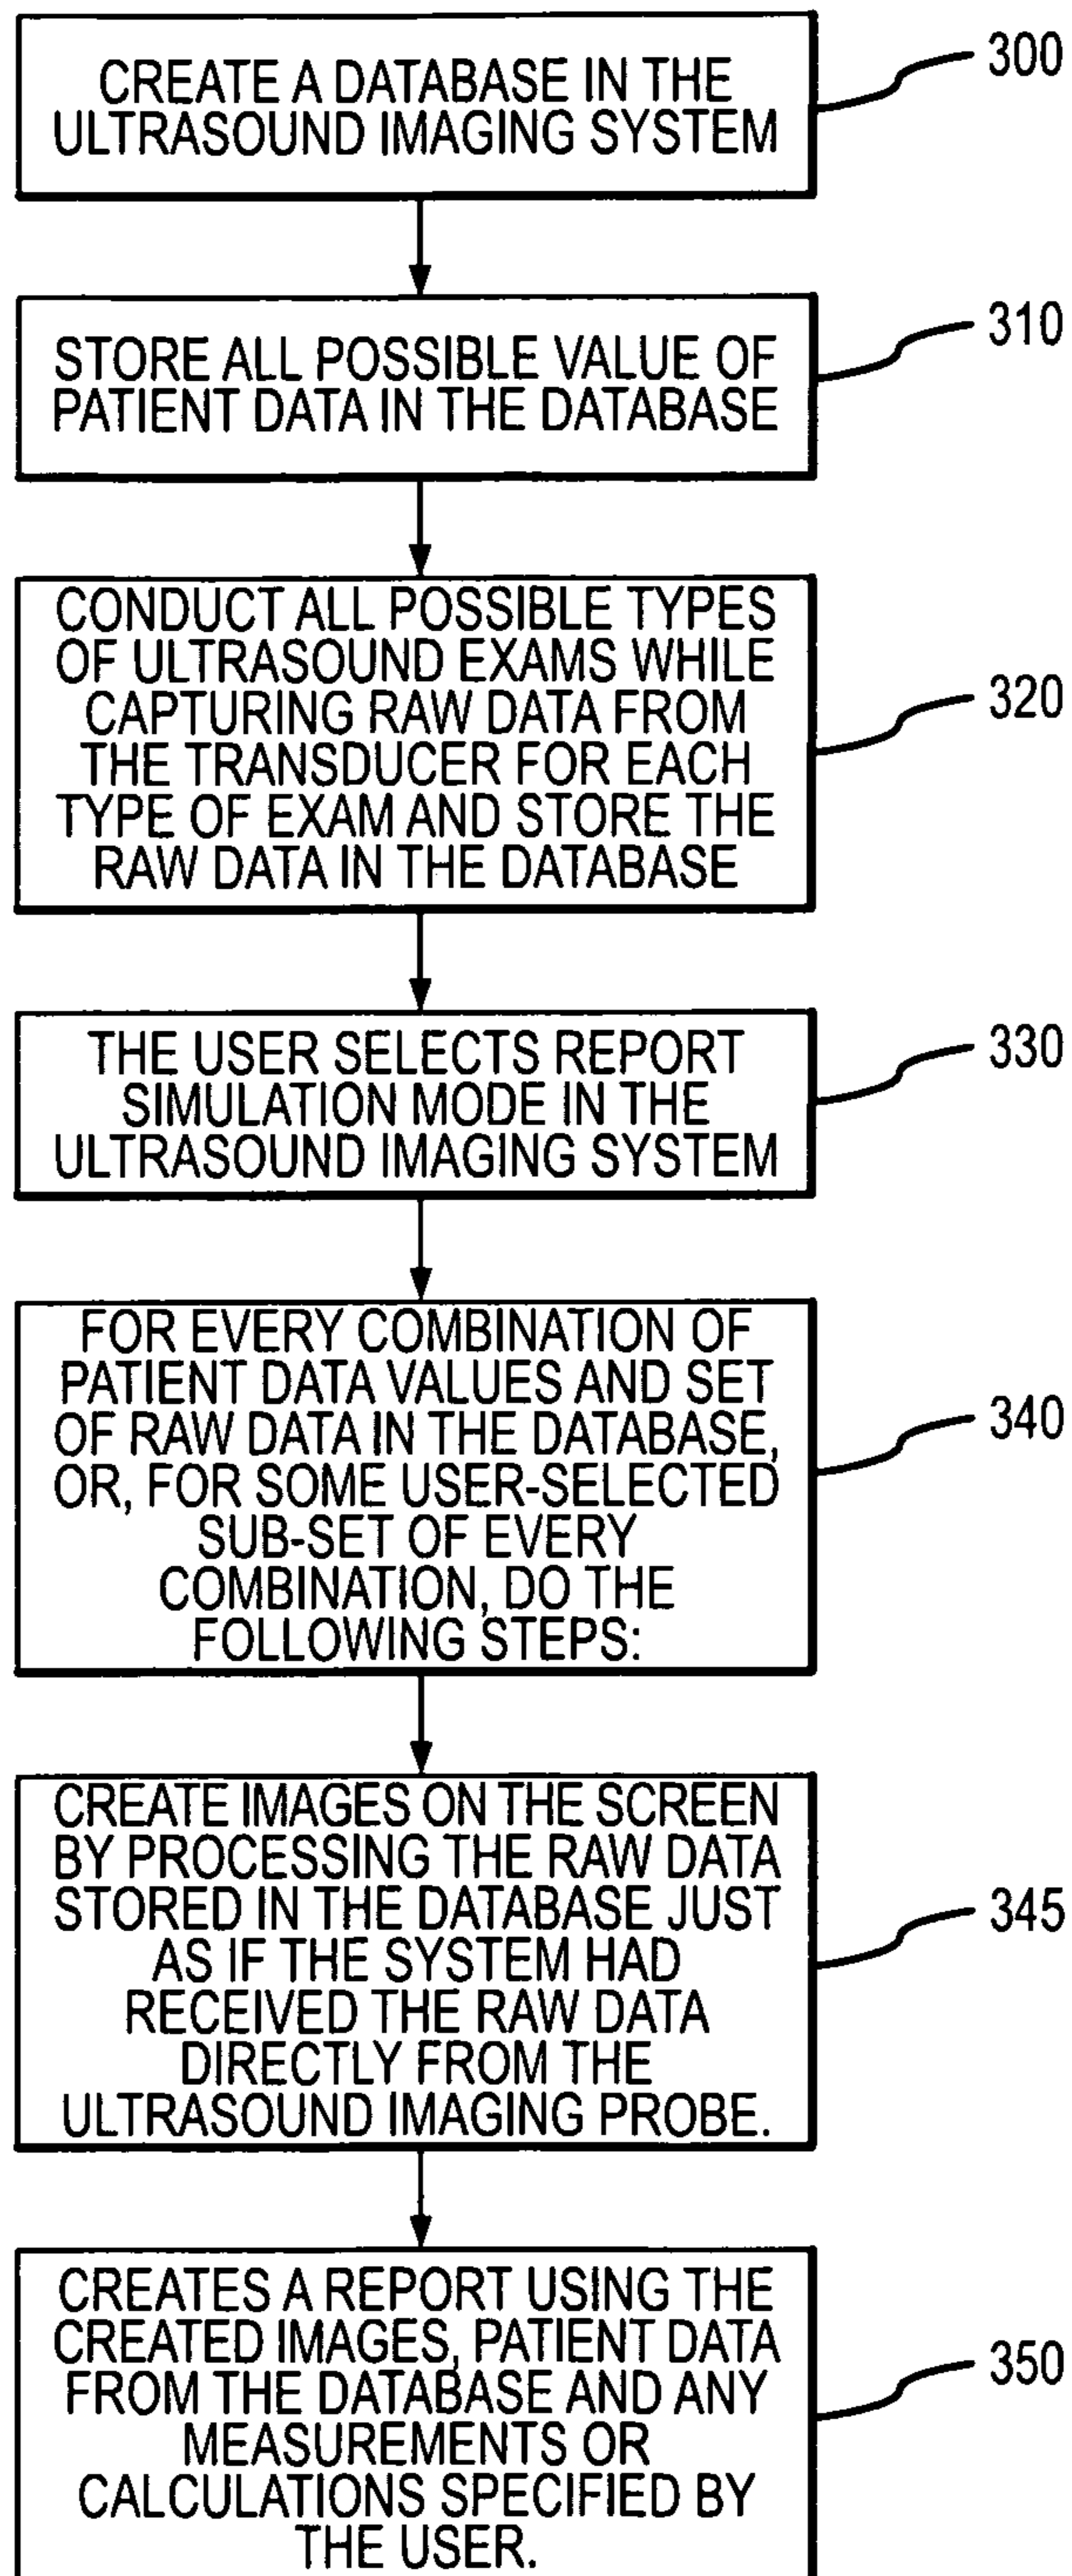 CREATE A DATABASE IN THE
ULTRASOUND IMAGING SYSTEM
300
STORE ALL POSSIBLE VALUE OF
PATIENT DATA IN THE DATABASE
310
CONDUCT ALL POSSIBLE TYPES
OF ULTRASOUND EXAMS WHILE
CAPTURING RAW DATA FROM
THE TRANSDUCER FOR EACH
TYPE OF EXAM AND STORE THE
RAW DATA IN THE DATABASE
320
THE USER SELECTS REPORT
SIMULATION MODE IN THE
ULTRASOUND IMAGING SYSTEM
330
FOR EVERY COMBINATION OF
PATIENT DATA VALUES AND SET
OF RAW DATA IN THE DATABASE,
OR, FOR SOME USER-SELECTED
SUB-SET OF EVERY
COMBINATION, DO THE
FOLLOWING STEPS:
340
CREATE IMAGES ON THE SCREEN
BY PROCESSING THE RAW DATA
STORED IN THE DATABASE JUST
AS IF THE SYSTEM HAD
RECEIVED THE RAW DATA
DIRECTLY FROM THE
ULTRASOUND IMAGING PROBE.
345
CREATES A REPORT USING THE
CREATED IMAGES, PATIENT DATA
FROM THE DATABASE AND ANY
MEASUREMENTS OR
CALCULATIONS SPECIFIED BY
THE USER.
350